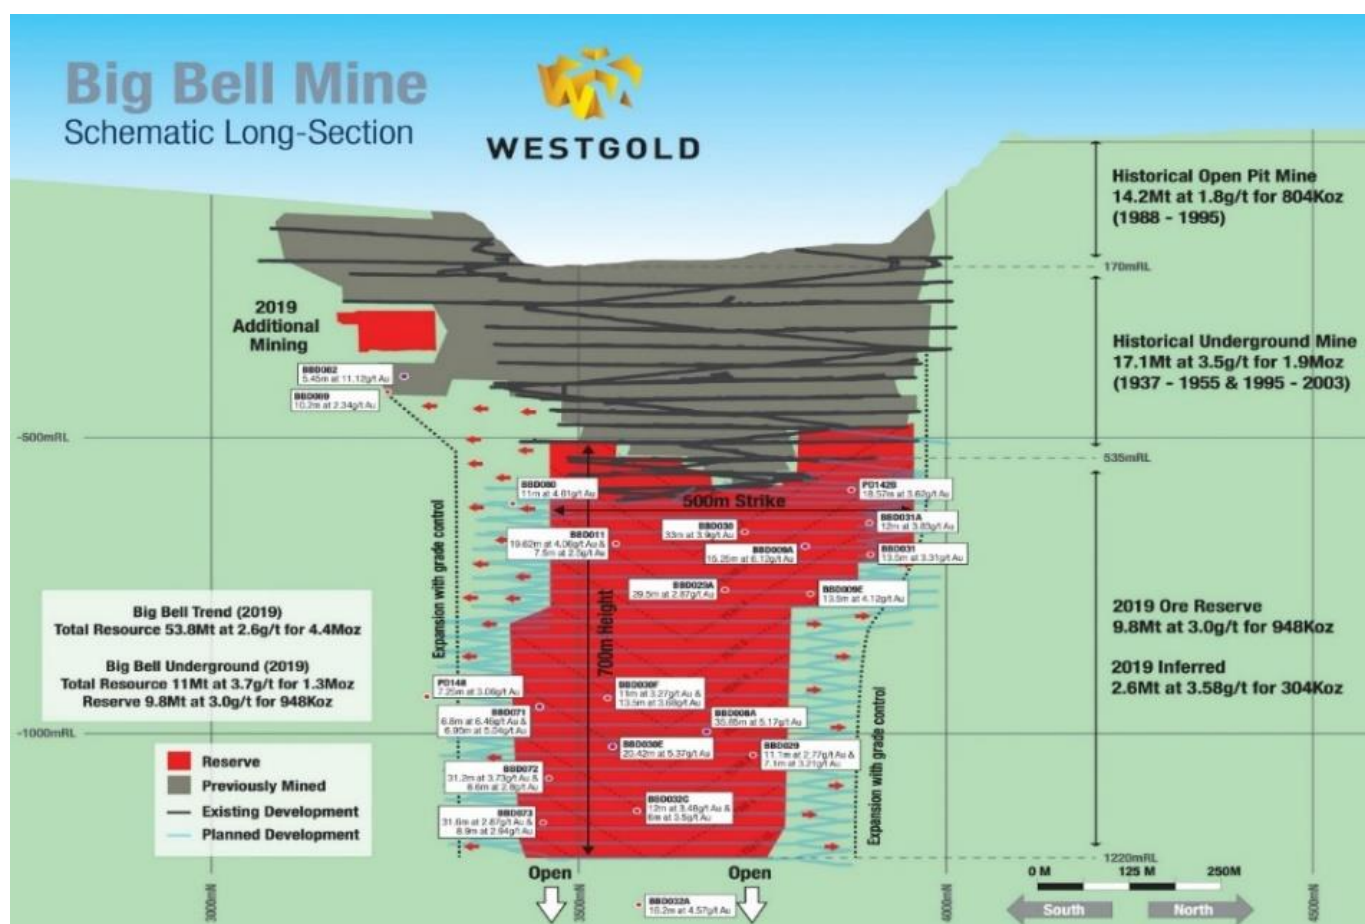 Big Bell Mine
Schematic Long-Section
WESTGOLD
Historical Open Pit Mine
14.2Mt at 1.8g/t for 804Koz
(1988 - 1995)
170mRL
2019
Additional
Mining
Historical Underground Mine
17.1Mt at 3.5g/t for 1.9Moz
(1937 - 1955 & 1995 - 2003)
BBD082
5.45m at 11.12g/t Au
10.2m at 2.34g/t Au
-500mRL
535mRL
BBD080
11m at 4.81g/t Au
500m Strike
PD142B
18.57m at 3.62g/t Au
BBD031A
12m at 3.83g/t Au
BBD011
19.62m at 4.06g/t Au &
7.5m at 2.5g/t Au
33m at 3.9g/t Au
BBD009A
15.25m at 6.12g/t Au
BBD031
13.5m at 3.31g/t Au
29.5m at 2.87g/t Au
BBD009E
13.8m at 4.12g/t Au
Expansion with grade control
700m Height
Big Bell Trend (2019)
Total Resource 53.8Mt at 2.6g/t for 4.4Moz
Big Bell Underground (2019)
Total Resource 11Mt at 3.7g/t for 1.3Moz
Reserve 9.8Mt at 3.0g/t for 948Koz
2019 Ore Reserve
9.8Mt at 3.0g/t for 948Koz
2019 Inferred
2.6Mt at 3.58g/t for 304Koz
PD148
7.25m at 3.08g/t Au
BBD030F
11m at 3.27g/t Au &
13.5m at 3.68g/t Au
BBD071
6.8m at 6.46g/t Au &
6.95m at 5.04g/t Au
35.85m at 5.17g/t Au
-1000mRL
BBD030E
20.42m at 5.37g/t Au
BBD029
11.1m at 2.77g/t Au &
7.1m at 3.21g/t Au
Expansion with grade control
Reserve
Previously Mined
Existing Development
Planned Development
BBD072
31.2m at 3.73g/t Au &
8.6m at 2.8g/t Au
BBD032C
12m at 3.48g/t Au &
6m at 3.5g/t Au
BBD073
31.6m at 2.87g/t Au &
8.9m at 2.94g/t Au
1220mRL
Open
Open
0 M 125 M 250M
BBD032A
16.2m at 4.57g/t Au
South North
3000mN
3500mN
4000mN
4500mN